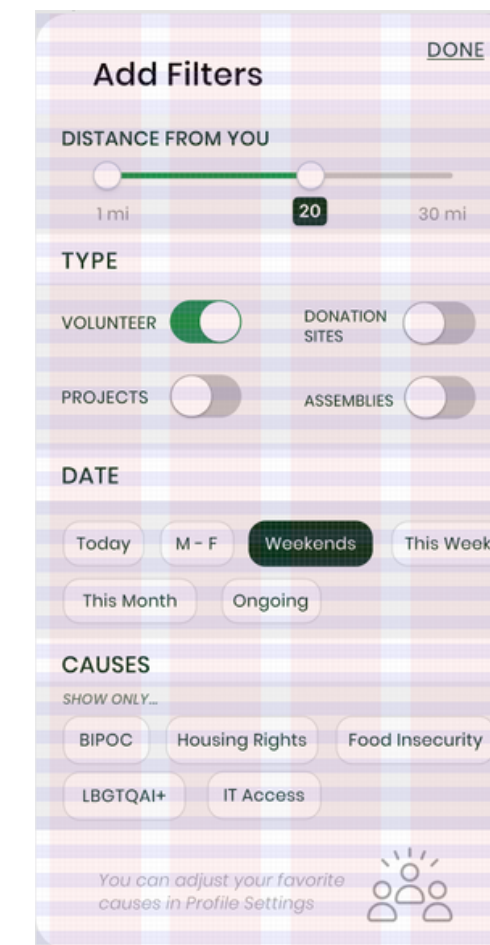 DONE
Add Filters
DISTANCE FROM YOU
1 mi 20 30 mi
TYPE
VOLUNTEER DONATION SITES
PROJECTS ASSEMBLIES
DATE
Today M - F Weekends This Week
This Month Ongoing
CAUSES
SHOW ONLY...
BIPOC Housing Rights Food Insecurity
LBGTQAI+ IT Access
You can adjust your favorite
causes in Profile Settings